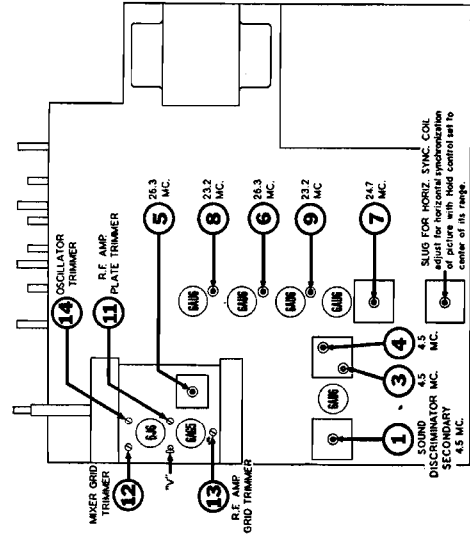 14
OSCILLATOR
TRIMMER
11
R.F. AMP.
PLATE TRIMMER
MIXER GRID
TRIMMER
12
"V"
13
R.F. AMP.
GRID TRIMMER
6J6
6AG5
5
26.3
MC.
8
23.2
MC.
6
26.3
MC.
9
23.2
MC.
7
24.7
MC.
6AU6
6AU6
6AU6
6AU6
6AU6
1
SOUND
DISCRIMINATOR
SECONDARY
4.5 MC.
3
4.5
MC.
4
4.5
MC.
SLUG FOR HORIZ. SYNC. COIL
adjust for horizontal synchronization
of picture with Hold control set to
center of its range.